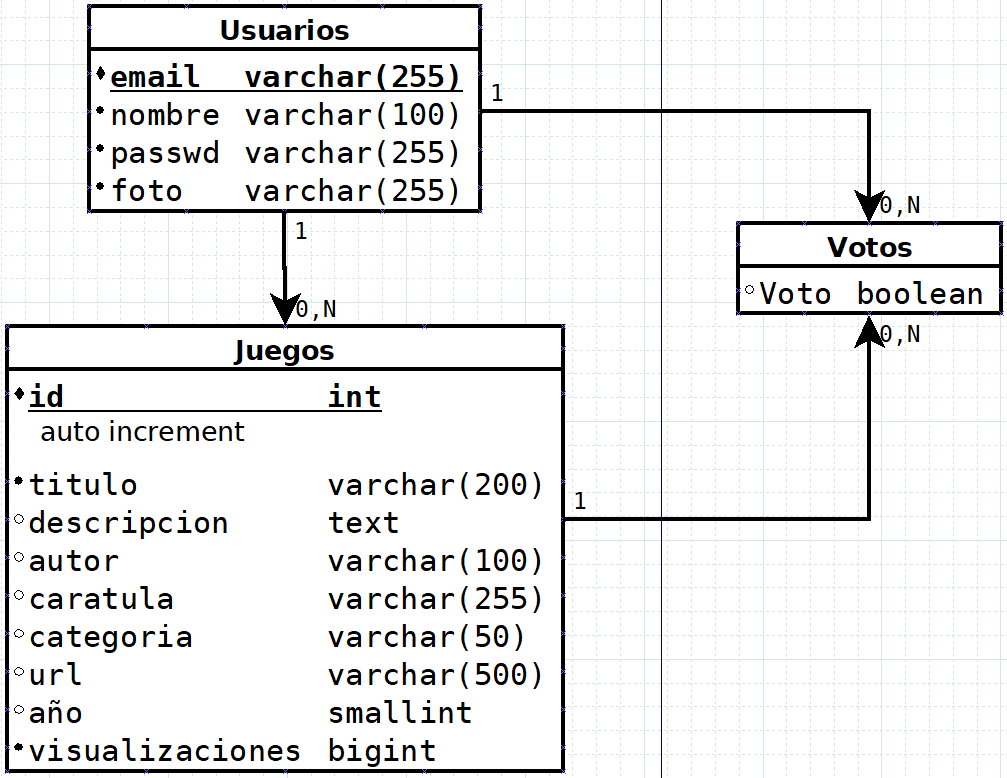 Usuarios
email varchar(255)
nombre varchar(100)
passwd varchar(255)
foto varchar(255)
1
0,N
1
0,N
Votos
Voto boolean
0,N
Juegos
id int
auto increment
titulo varchar(200)
descripcion text
autor varchar(100)
caratula varchar(255)
categoria varchar(50)
url varchar(500)
año smallint
visualizaciones bigint
1